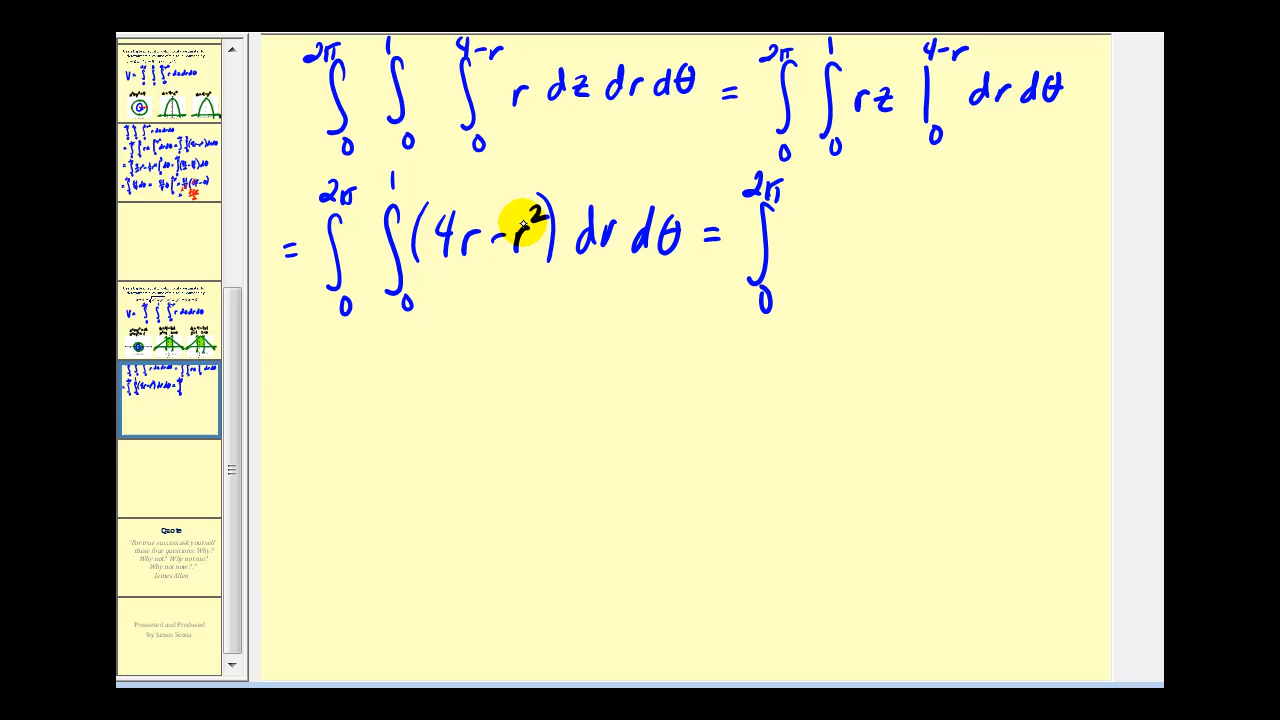 ∫₀^{2π} ∫₀^{1} ∫₀^{4-r} r dz dr dθ = ∫₀^{2π} ∫₀^{1} rz |₀^{4-r} dr dθ
= ∫₀^{2π} ∫₀^{1} (4r - r²) dr dθ = ∫₀^{2π}
Quote
"For true success ask yourself
these four questions: Why?
Why not? Why not me?
Why not now?."
James Allen
Presented and Produced
by James Sousa